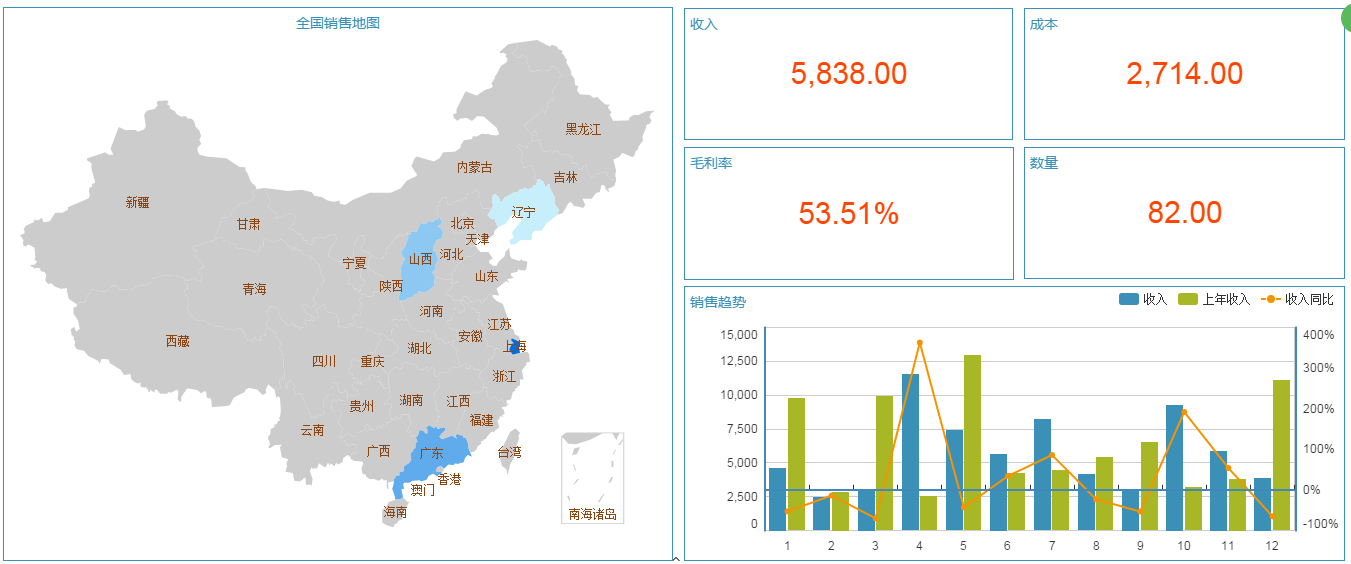 全国销售地图
黑龙江
内蒙古
吉林
新疆
辽宁
甘肃
北京
天津
河北
宁夏
山西
山东
陕西
青海
河南
江苏
安徽
西藏
上海
湖北
四川
重庆
浙江
湖南
江西
贵州
福建
云南
广西
广东
台湾
香港
澳门
海南
南海诸岛
收入
5,838.00
成本
2,714.00
毛利率
53.51%
数量
82.00
销售趋势
收入 上年收入 收入同比
15,000
12,500
10,000
7,500
5,000
2,500
0
400%
300%
200%
100%
0%
-100%
1 2 3 4 5 6 7 8 9 10 11 12